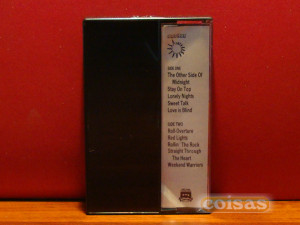 SIDE ONE
The Other Side Of
Midnight
Stay On Top
Lonely Nights
Sweet Talk
Love is Blind
SIDE TWO
Roll Overture
Red Lights
Rollin' The Rock
Straight Through
The Heart
Weekend Warriors
coisas